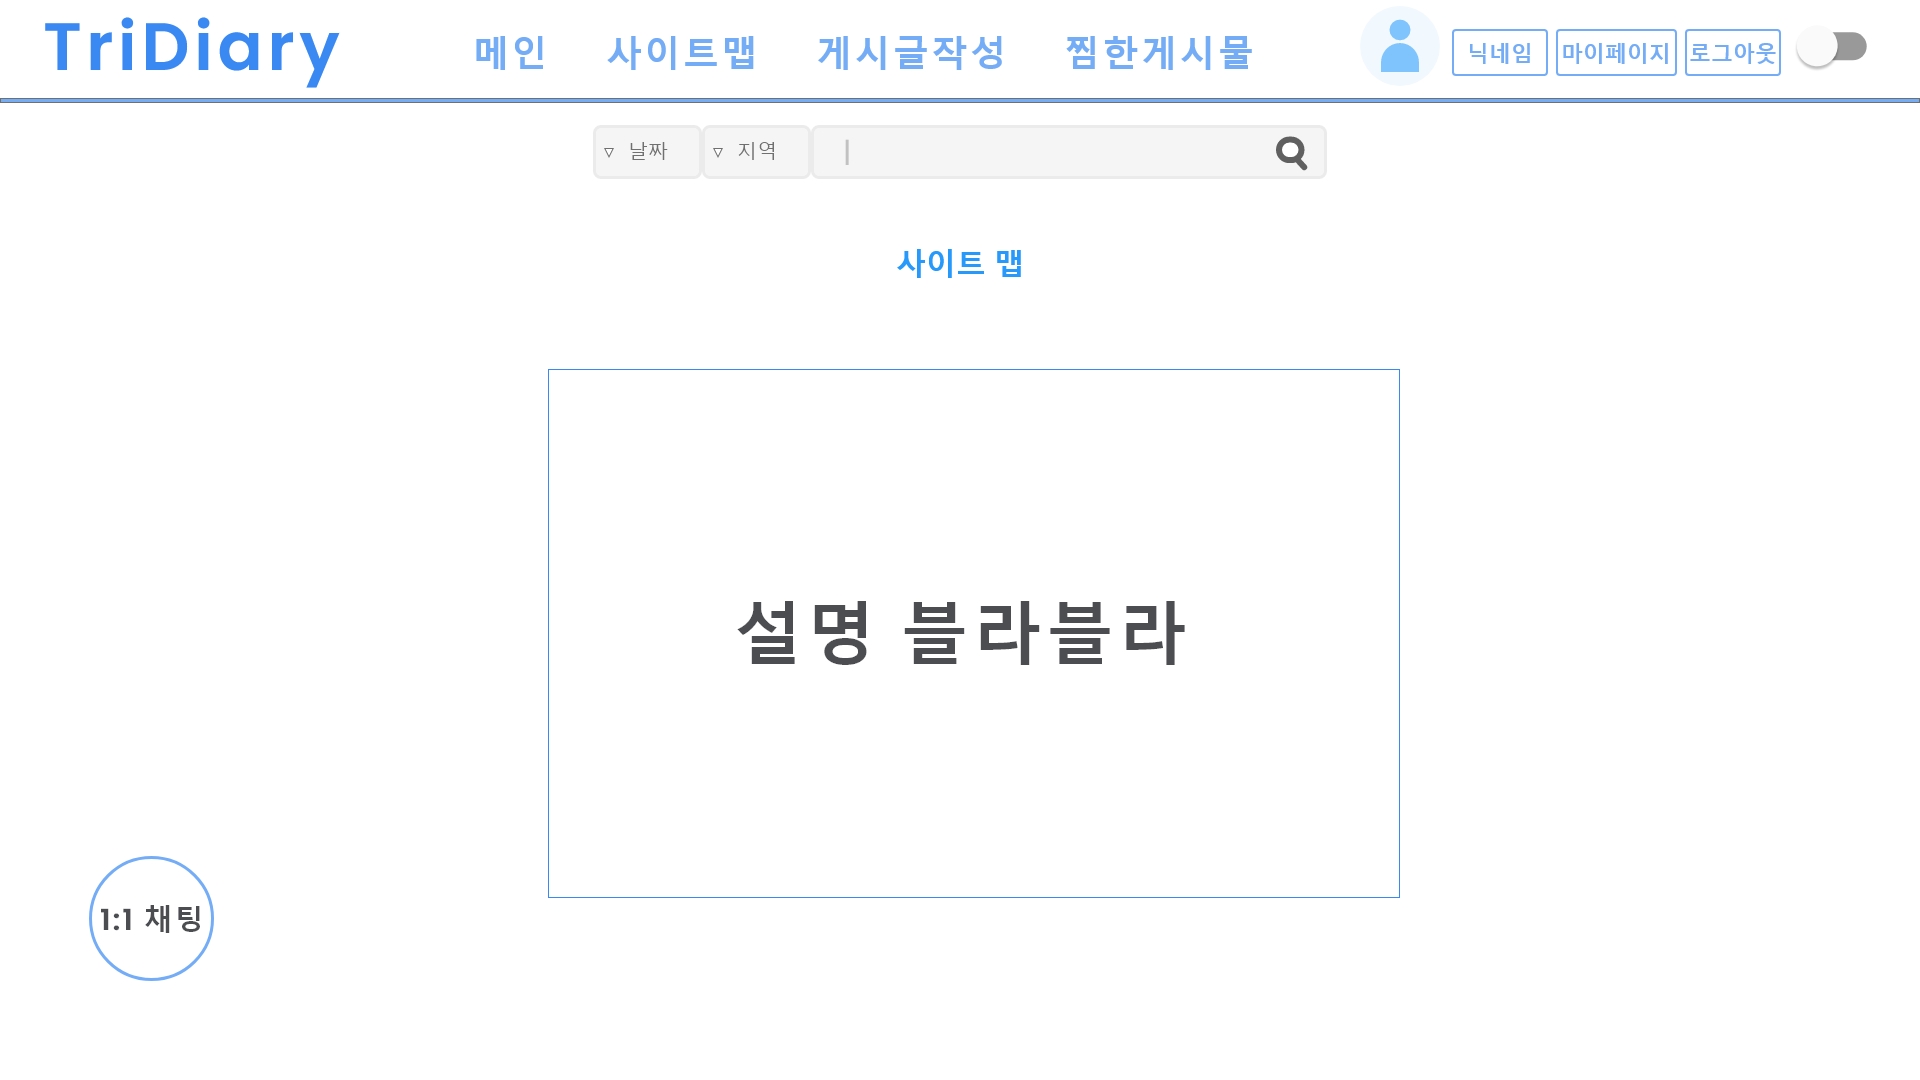 TriDiary 메인 사이트맵 게시글작성 찜한게시물 닉네임 마이페이지 로그아웃
▽ 날짜 ▽ 지역
사이트 맵
설명 블라블라
1:1 채팅